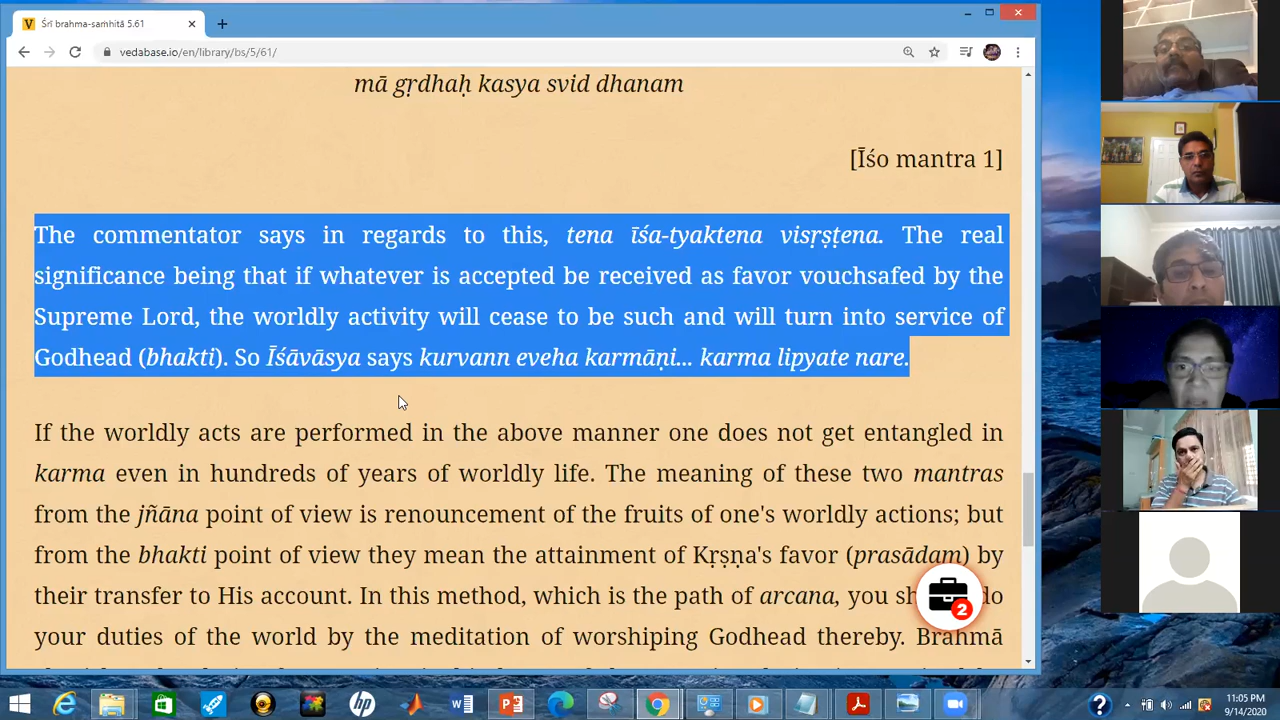 Śrī brahma-saṁhitā 5.61
vedabase.io/en/library/bs/5/61/
mā gṛdhaḥ kasya svid dhanam
[Īśo mantra 1]
The commentator says in regards to this, tena īśa-tyaktena visṛṣṭena. The real
significance being that if whatever is accepted be received as favor vouchsafed by the
Supreme Lord, the worldly activity will cease to be such and will turn into service of
Godhead (bhakti). So Īśāvāsya says kurvann eveha karmāṇi... karma lipyate nare.
If the worldly acts are performed in the above manner one does not get entangled in
karma even in hundreds of years of worldly life. The meaning of these two mantras
from the jñāna point of view is renouncement of the fruits of one's worldly actions; but
from the bhakti point of view they mean the attainment of Kṛṣṇa's favor (prasādam) by
their transfer to His account. In this method, which is the path of arcana, you do
your duties of the world by the meditation of worshiping Godhead thereby. Brahmā
2
11:05 PM
9/14/2020